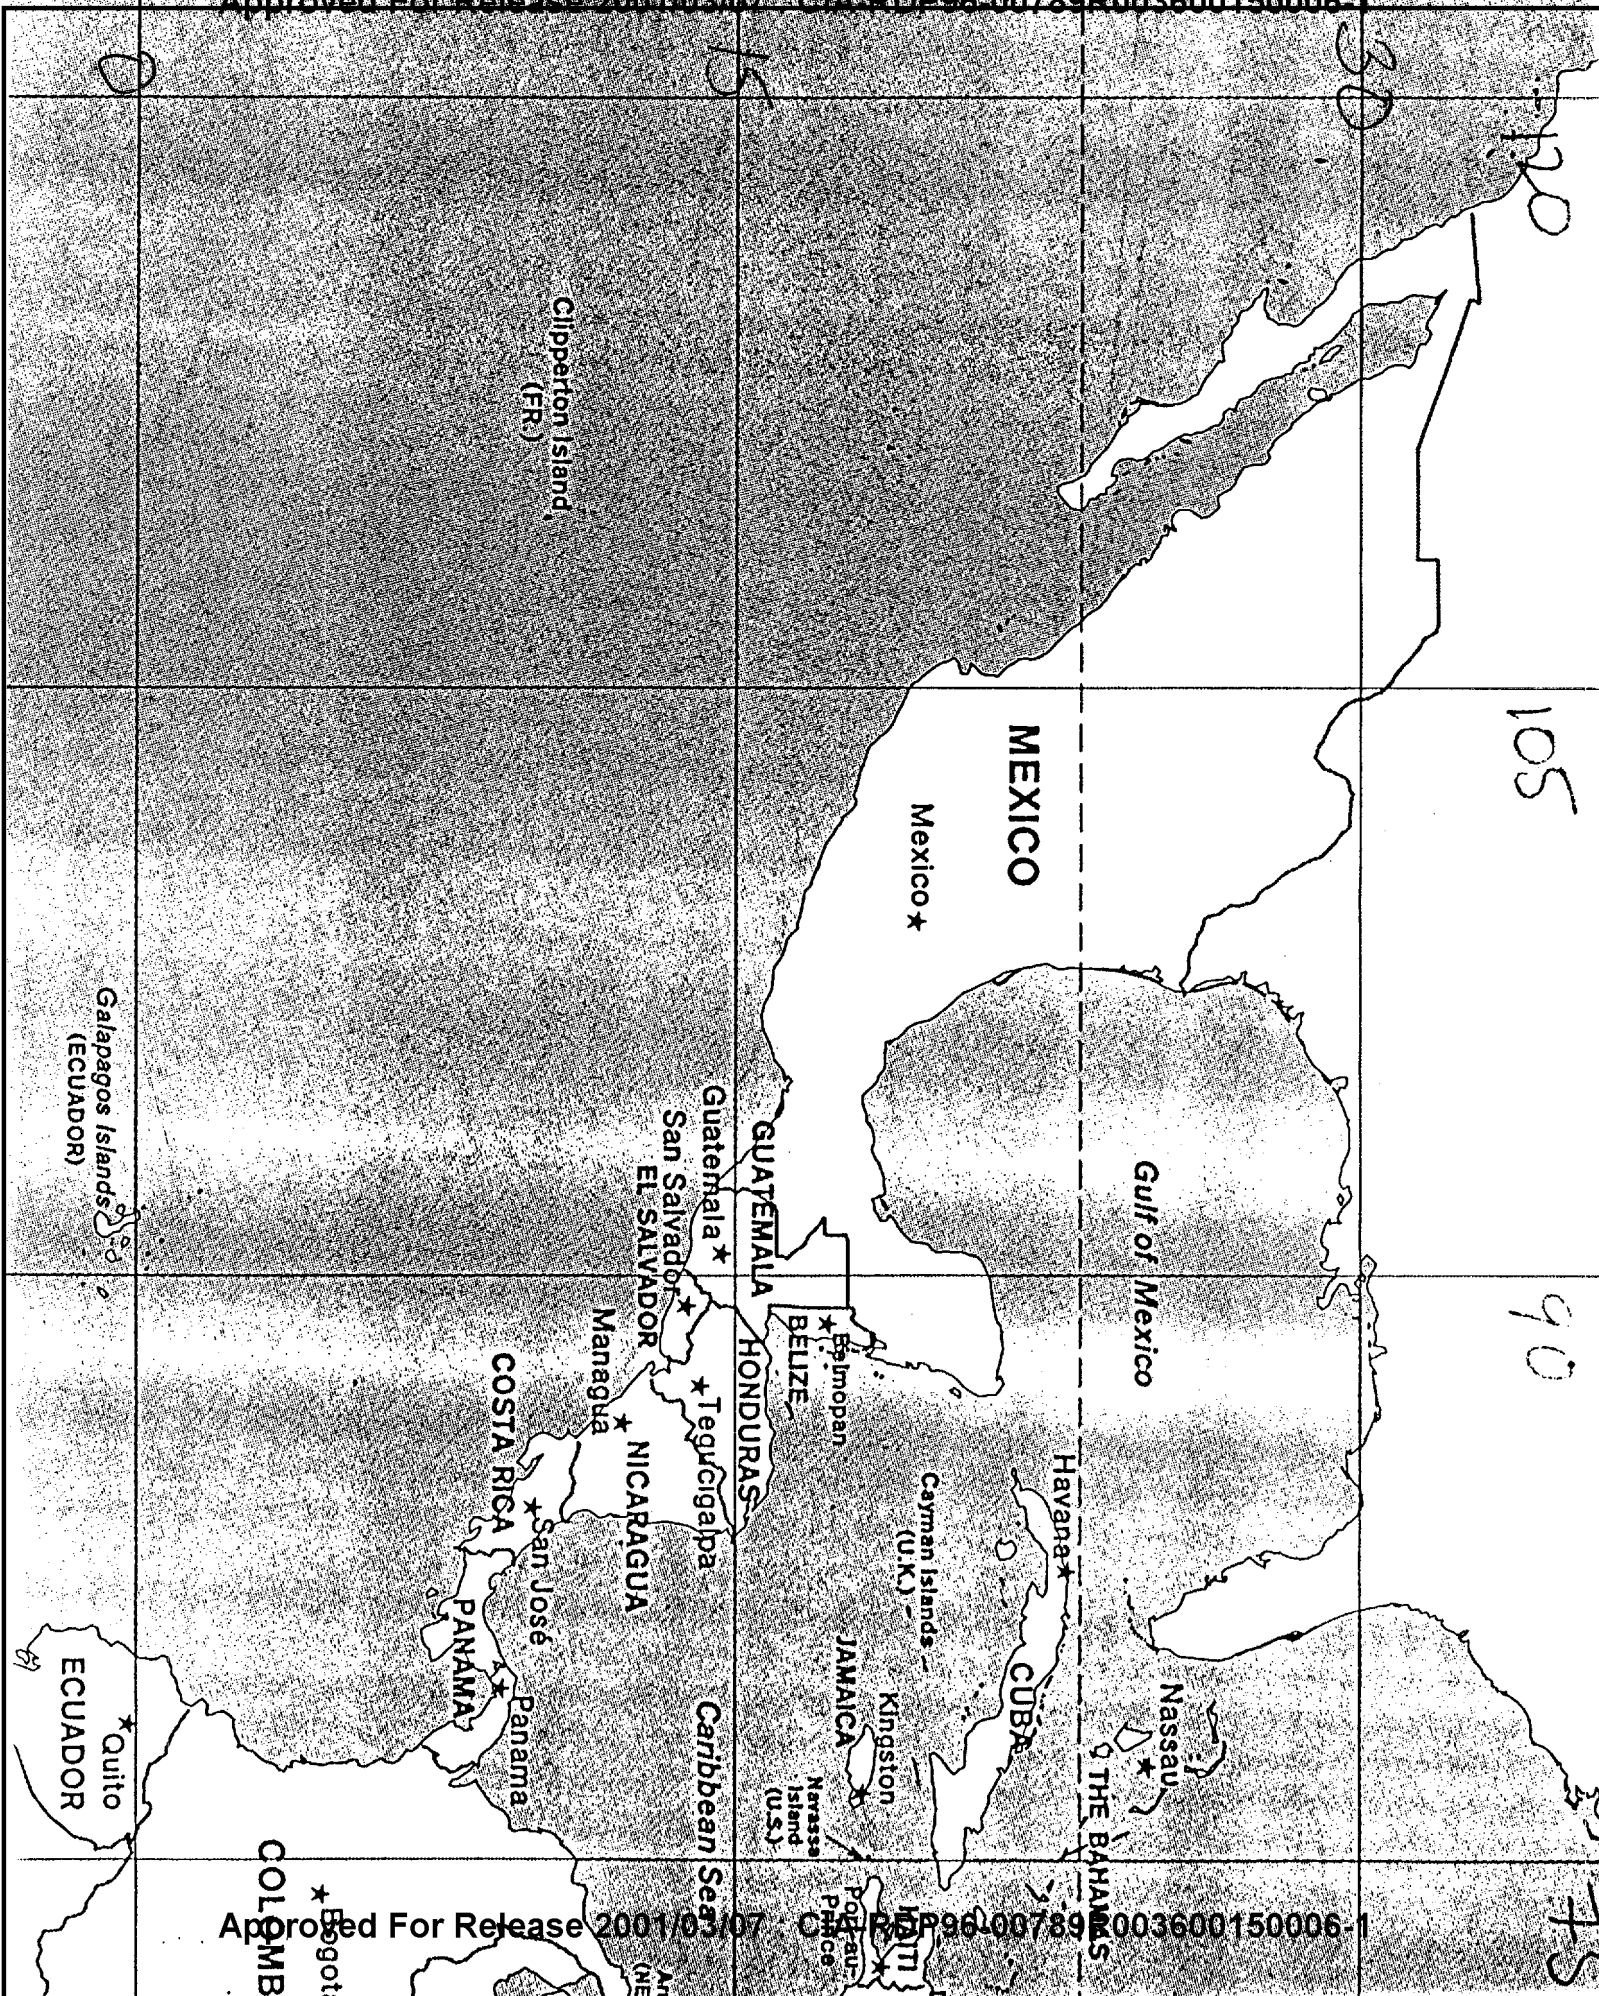 Approved For Release 2001/03/07 : CIA-RDP96-00789R003600150006-1
0
15
30
120
105
90
75
Clipperton Island
(FR.)
MEXICO
Mexico
Gulf of Mexico
Galapagos Islands
(ECUADOR)
GUATEMALA
Guatemala
San Salvador
EL SALVADOR
BELIZE
Belmopan
HONDURAS
Tegucigalpa
Managua
NICARAGUA
COSTA RICA
San José
PANAMA
Panama
Havana
CUBA
Cayman Islands
(U.K.)
JAMAICA
Kingston
Navassa
Island
(U.S.)
Nassau
THE BAHAMAS
Caribbean Sea
HAITI
Port-au-
Prince
ECUADOR
Quito
COLOMB
Bogot
Approved For Release 2001/03/07 : CIA-RDP96-00789R003600150006-1